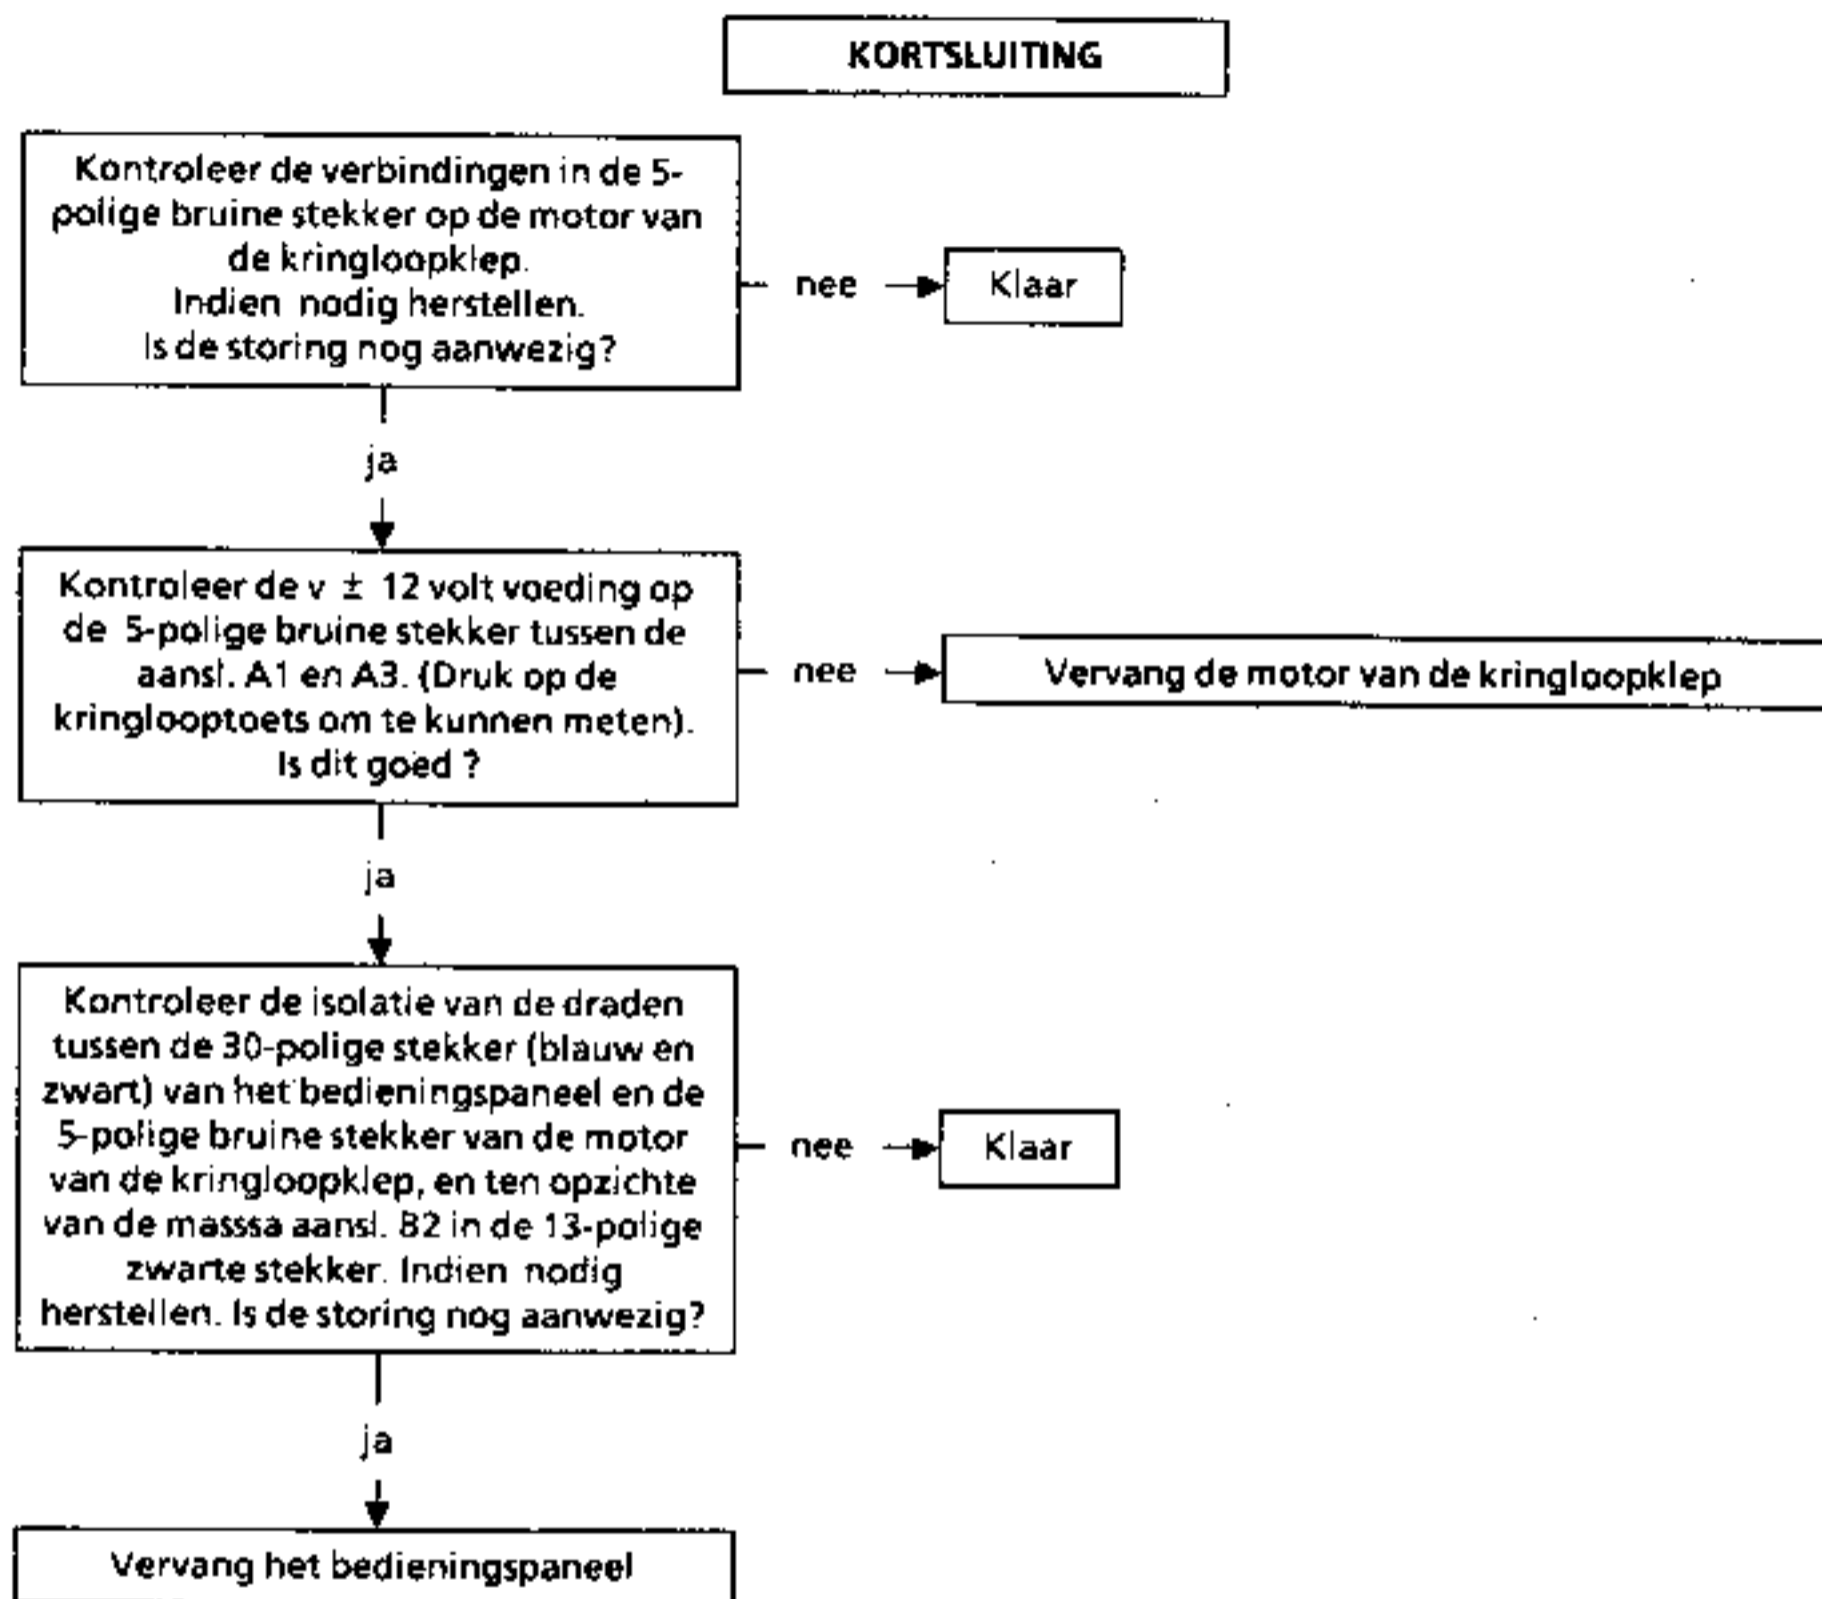 KORTSLUITING
Kontroleer de verbindingen in de 5-
polige bruine stekker op de motor van
de kringloopklep.
Indien nodig herstellen.
Is de storing nog aanwezig?
nee
Klaar
ja
Kontroleer de v ± 12 volt voeding op
de 5-polige bruine stekker tussen de
aansl. A1 en A3. (Druk op de
kringlooptoets om te kunnen meten).
Is dit goed ?
nee
Vervang de motor van de kringloopklep
ja
Kontroleer de isolatie van de draden
tussen de 30-polige stekker (blauw en
zwart) van het bedieningspaneel en de
5-polige bruine stekker van de motor
van de kringloopklep, en ten opzichte
van de masssa aansl. B2 in de 13-polige
zwarte stekker. Indien nodig
herstellen. Is de storing nog aanwezig?
nee
Klaar
ja
Vervang het bedieningspaneel